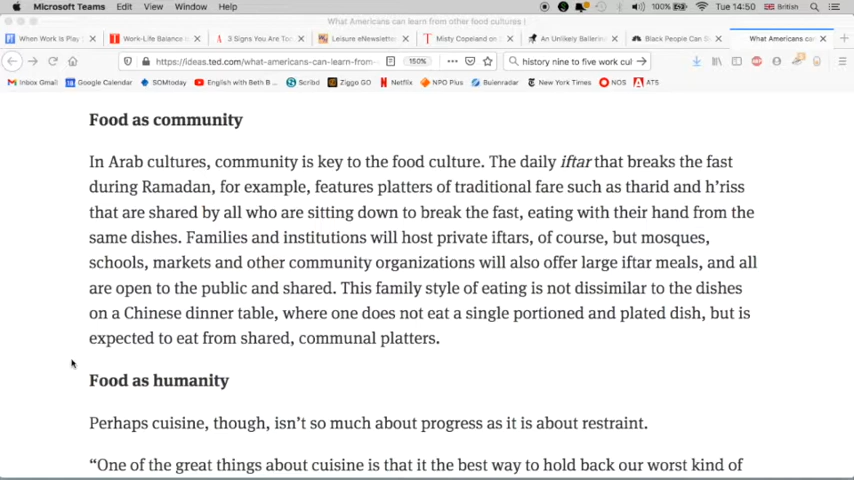 Microsoft Teams Edit View Window Help 100% Tue 14:50 British
What Americans can learn from other food cultures |
When Work Is Play Work-Life Balance 3 Signs You Are Too Leisure eNewsletter Misty Copeland on An Unlikely Ballerin Black People Can S What Americans can
https://ideas.ted.com/what-americans-can-learn-from- 150% history nine to five work cul
Inbox Gmail Google Calendar SOMtoday English with Beth B Scribd Ziggo GO Netflix NPO Plus Buienradar New York Times NOS AT5
Food as community
In Arab cultures, community is key to the food culture. The daily iftar that breaks the fast
during Ramadan, for example, features platters of traditional fare such as tharid and h’riss
that are shared by all who are sitting down to break the fast, eating with their hand from the
same dishes. Families and institutions will host private iftars, of course, but mosques,
schools, markets and other community organizations will also offer large iftar meals, and all
are open to the public and shared. This family style of eating is not dissimilar to the dishes
on a Chinese dinner table, where one does not eat a single portioned and plated dish, but is
expected to eat from shared, communal platters.
Food as humanity
Perhaps cuisine, though, isn’t so much about progress as it is about restraint.
“One of the great things about cuisine is that it the best way to hold back our worst kind of